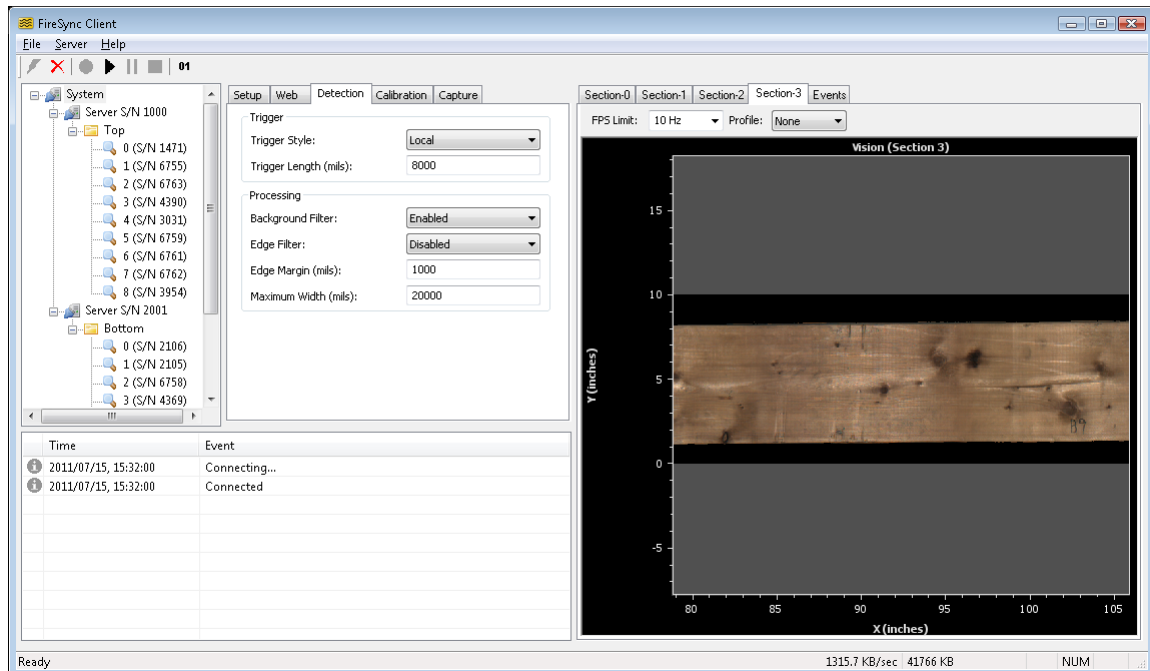 FireSync Client
File Server Help
01
System
Server S/N 1000
Top
0 (S/N 1471)
1 (S/N 6755)
2 (S/N 6763)
3 (S/N 4390)
4 (S/N 3031)
5 (S/N 6759)
6 (S/N 6761)
7 (S/N 6762)
8 (S/N 3954)
Server S/N 2001
Bottom
0 (S/N 2106)
1 (S/N 2105)
2 (S/N 6758)
3 (S/N 4369)
Setup Web Detection Calibration Capture
Trigger
Trigger Style: Local
Trigger Length (mils): 8000
Processing
Background Filter: Enabled
Edge Filter: Disabled
Edge Margin (mils): 1000
Maximum Width (mils): 20000
Section-0 Section-1 Section-2 Section-3 Events
FPS Limit: 10 Hz Profile: None
Vision (Section 3)
Y (inches)
15
10
5
0
-5
B9
80 85 90 95 100 105
X (inches)
Time Event
2011/07/15, 15:32:00 Connecting...
2011/07/15, 15:32:00 Connected
Ready 1315.7 KB/sec 41766 KB NUM